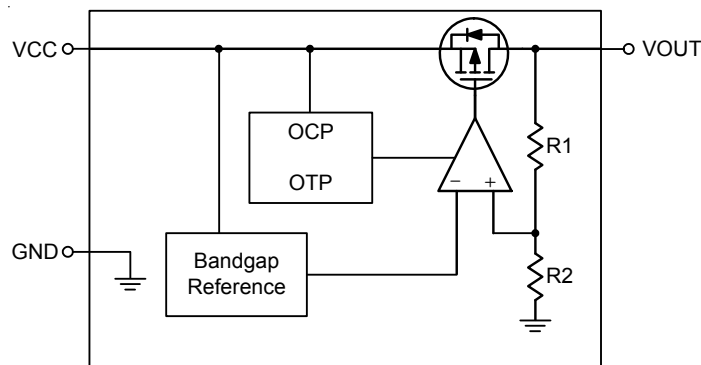 VCC
VOUT
OCP
OTP
R1
− +
GND
Bandgap
Reference
R2